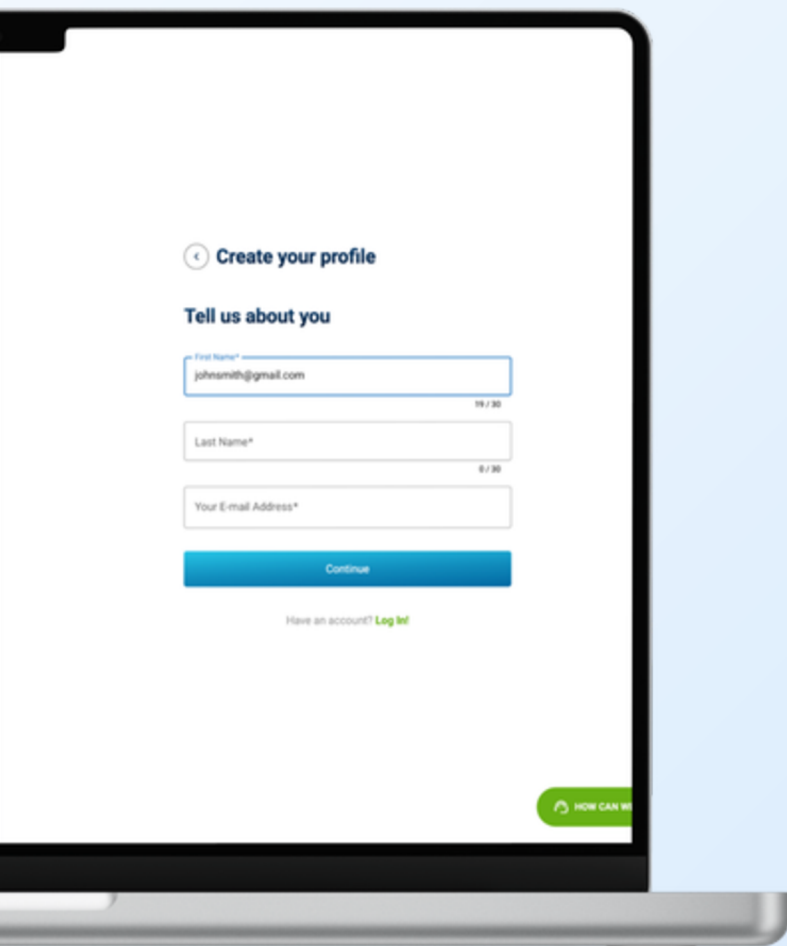 Create your profile
Tell us about you
First Name*
johnsmith@gmail.com
19 / 30
Last Name*
0 / 30
Your E-mail Address*
Continue
Have an account? Log In!
HOW CAN WE